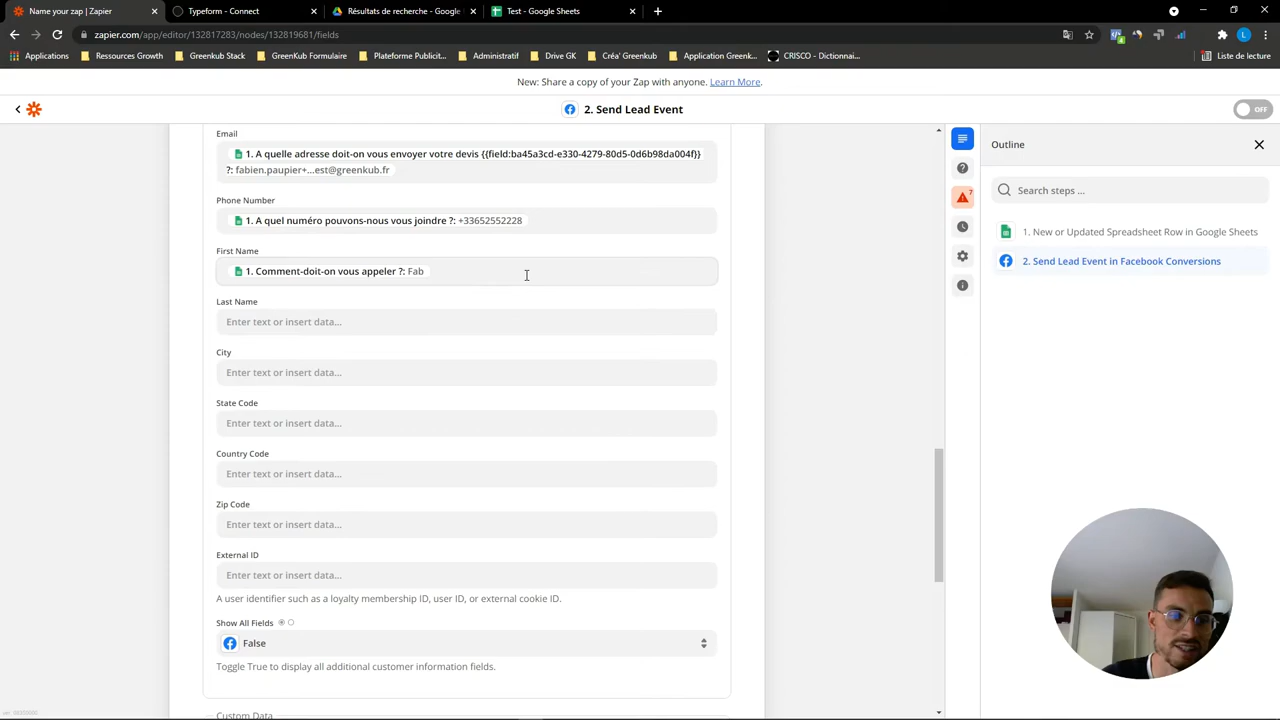 Name your zap | Zapier
Typeform - Connect
Résultats de recherche - Google
Test - Google Sheets
zapier.com/app/editor/132817283/nodes/132819681/fields
Applications
Ressources Growth
Greenkub Stack
GreenKub Formulaire
Plateforme Publicit...
Administratif
Drive GK
Créa' Greenkub
Application Greenk...
CRISCO - Dictionnai...
Liste de lecture
New: Share a copy of your Zap with anyone. Learn More.
2. Send Lead Event
OFF
Email
1. A quelle adresse doit-on vous envoyer votre devis {{field:ba45a3cd-e330-4279-80d5-0d6b98da004f}}
?: fabien.paupier+...est@greenkub.fr
Phone Number
1. A quel numéro pouvons-nous vous joindre ?: +33652552228
First Name
1. Comment-doit-on vous appeler ?: Fab
Last Name
Enter text or insert data...
City
Enter text or insert data...
State Code
Enter text or insert data...
Country Code
Enter text or insert data...
Zip Code
Enter text or insert data...
External ID
Enter text or insert data...
A user identifier such as a loyalty membership ID, user ID, or external cookie ID.
Show All Fields
False
Toggle True to display all additional customer information fields.
Custom Data
7
Outline
Search steps ...
1. New or Updated Spreadsheet Row in Google Sheets
2. Send Lead Event in Facebook Conversions